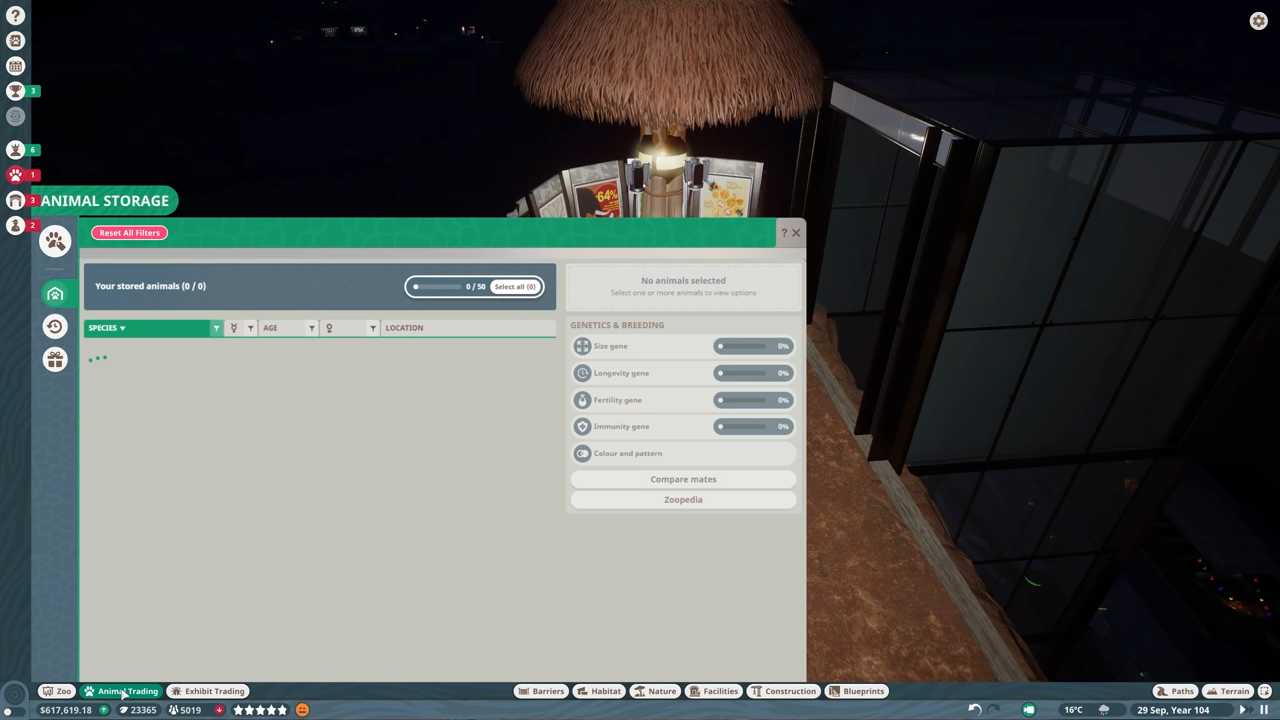 ?
3
6
1
3
2
ANIMAL STORAGE
-64%
Reset All Filters
?
Your stored animals (0 / 0)
0 / 50
Select all (0)
No animals selected
Select one or more animals to view options
SPECIES
AGE
LOCATION
GENETICS & BREEDING
Size gene
0%
Longevity gene
0%
Fertility gene
0%
Immunity gene
0%
Colour and pattern
Compare mates
Zoopedia
Zoo
Animal Trading
Exhibit Trading
Barriers
Habitat
Nature
Facilities
Construction
Blueprints
Paths
Terrain
$617,619.18
23365
5019
16°C
29 Sep, Year 104